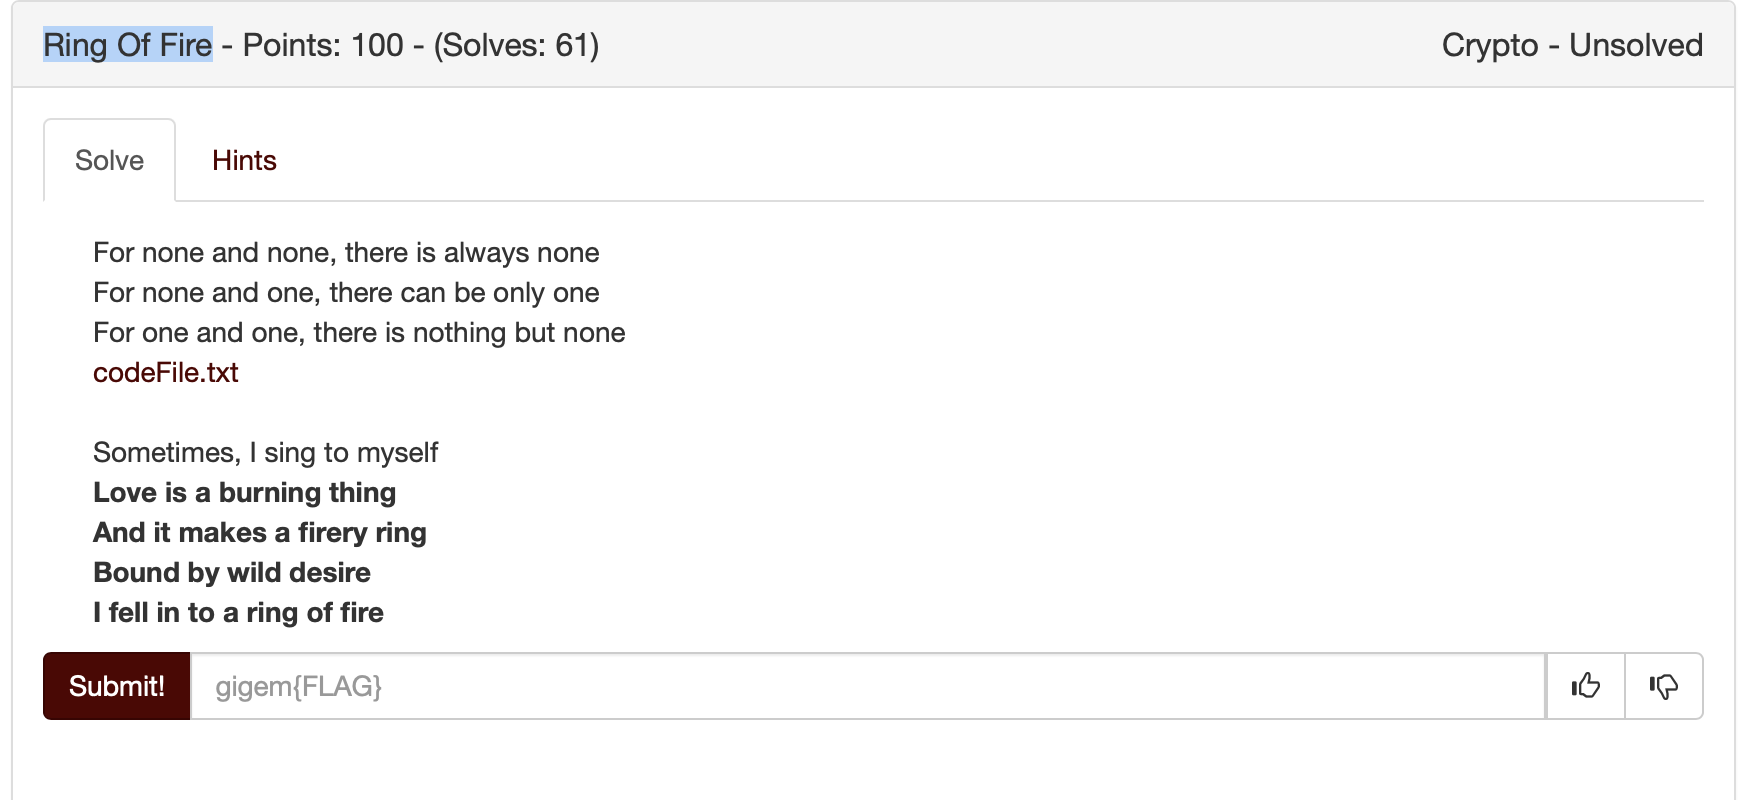 Ring Of Fire - Points: 100 - (Solves: 61)
Crypto - Unsolved
Solve
Hints
For none and none, there is always none
For none and one, there can be only one
For one and one, there is nothing but none
codeFile.txt
Sometimes, I sing to myself
Love is a burning thing
And it makes a firery ring
Bound by wild desire
I fell in to a ring of fire
Submit!
gigem{FLAG}